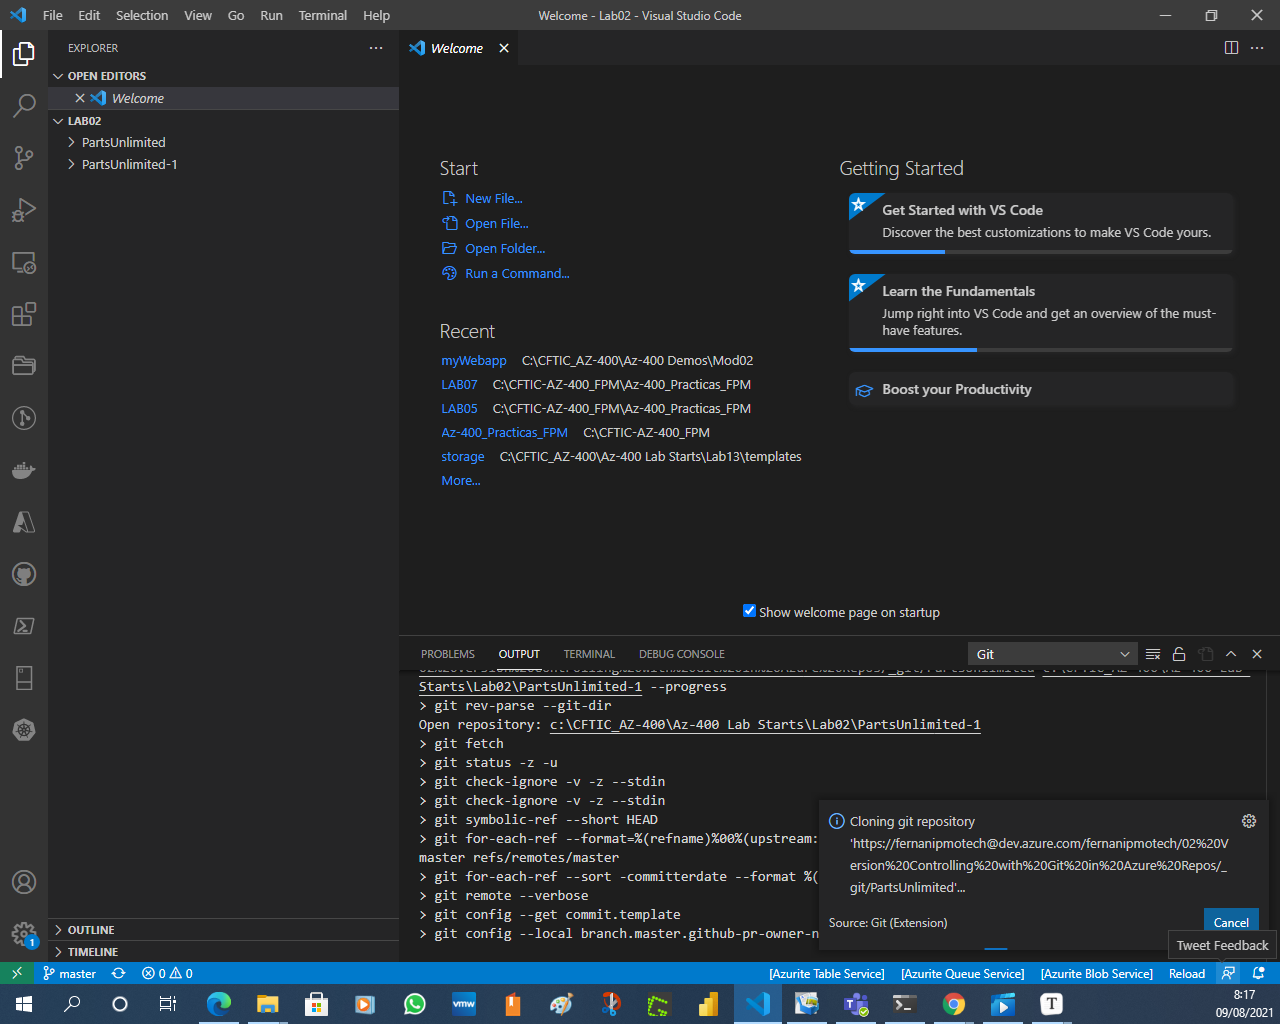 File Edit Selection View Go Run Terminal Help
Welcome - Lab02 - Visual Studio Code
EXPLORER
OPEN EDITORS
Welcome
LAB02
PartsUnlimited
PartsUnlimited-1
OUTLINE
TIMELINE
Welcome
Start
New File...
Open File...
Open Folder...
Run a Command...
Recent
myWebapp C:\CFTIC_AZ-400\Az-400 Demos\Mod02
LAB07 C:\CFTIC-AZ-400_FPM\Az-400_Practicas_FPM
LAB05 C:\CFTIC-AZ-400_FPM\Az-400_Practicas_FPM
Az-400_Practicas_FPM C:\CFTIC-AZ-400_FPM
storage C:\CFTIC_AZ-400\Az-400 Lab Starts\Lab13\templates
More...
Getting Started
Get Started with VS Code
Discover the best customizations to make VS Code yours.
Learn the Fundamentals
Jump right into VS Code and get an overview of the must-
have features.
Boost your Productivity
Show welcome page on startup
PROBLEMS OUTPUT TERMINAL DEBUG CONSOLE
Git
Starts\Lab02\PartsUnlimited-1 --progress
> git rev-parse --git-dir
Open repository: c:\CFTIC_AZ-400\Az-400 Lab Starts\Lab02\PartsUnlimited-1
> git fetch
> git status -z -u
> git check-ignore -v -z --stdin
> git check-ignore -v -z --stdin
> git symbolic-ref --short HEAD
> git for-each-ref --format=%(refname)%00%(upstream:
master refs/remotes/master
> git for-each-ref --sort -committerdate --format %(
> git remote --verbose
> git config --get commit.template
> git config --local branch.master.github-pr-owner-n
Cloning git repository
'https://fernanipmotech@dev.azure.com/fernanipmotech/02%20V
ersion%20Controlling%20with%20Git%20in%20Azure%20Repos/_
git/PartsUnlimited'...
Source: Git (Extension)
Cancel
Tweet Feedback
1
master
0 0
[Azurite Table Service] [Azurite Queue Service] [Azurite Blob Service] Reload
vmw
T
8:17
09/08/2021